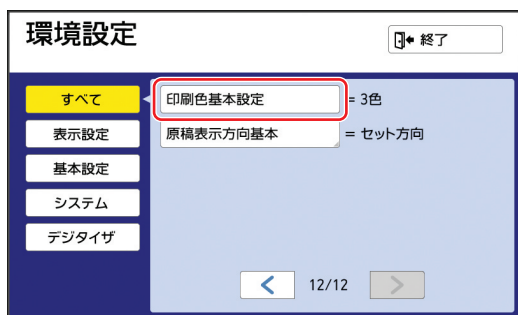 環境設定
終了
すべて
印刷色基本設定 = 3色
表示設定
原稿表示方向基本 = セット方向
基本設定
システム
デジタイザ
< 12/12 >